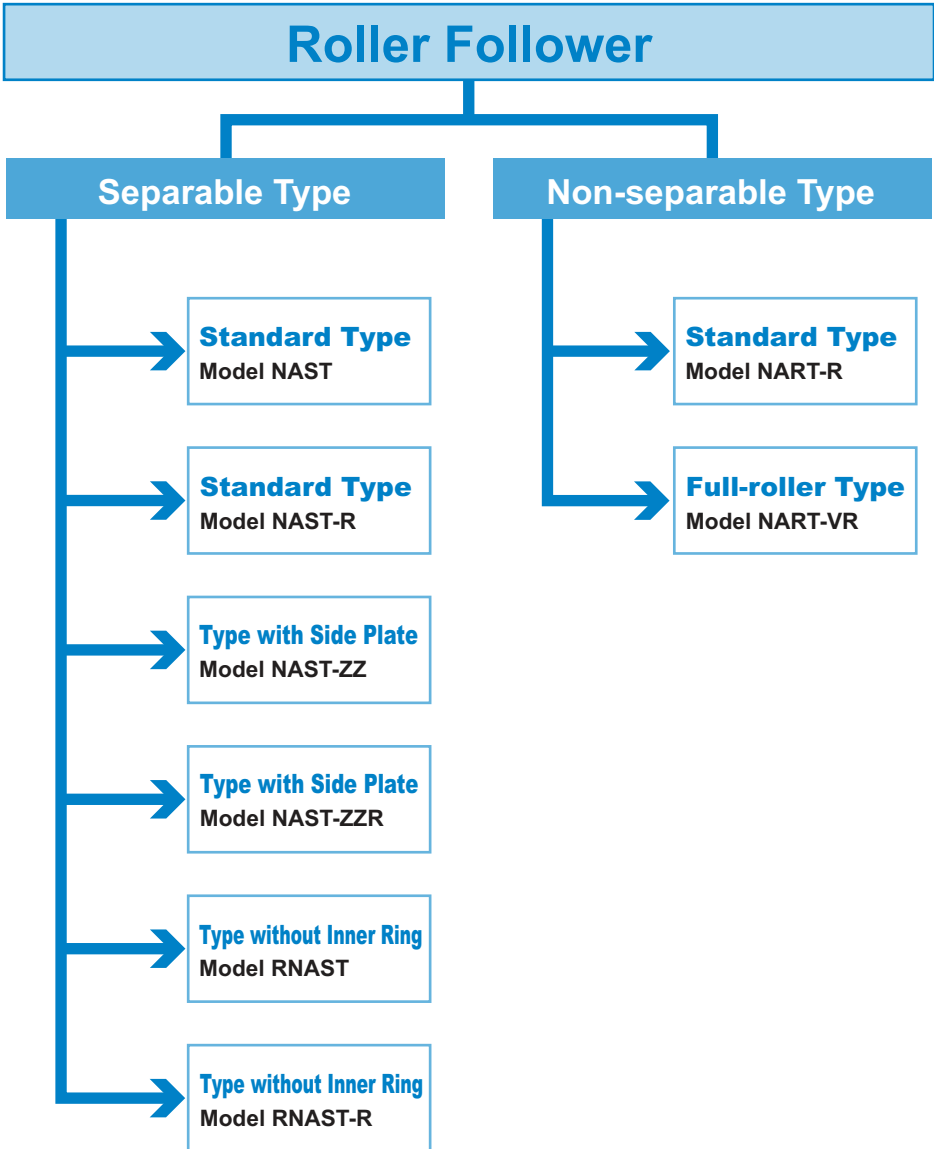 Roller Follower
Separable Type
Standard Type
Model NAST
Standard Type
Model NAST-R
Type with Side Plate
Model NAST-ZZ
Type with Side Plate
Model NAST-ZZR
Type without Inner Ring
Model RNAST
Type without Inner Ring
Model RNAST-R
Non-separable Type
Standard Type
Model NART-R
Full-roller Type
Model NART-VR